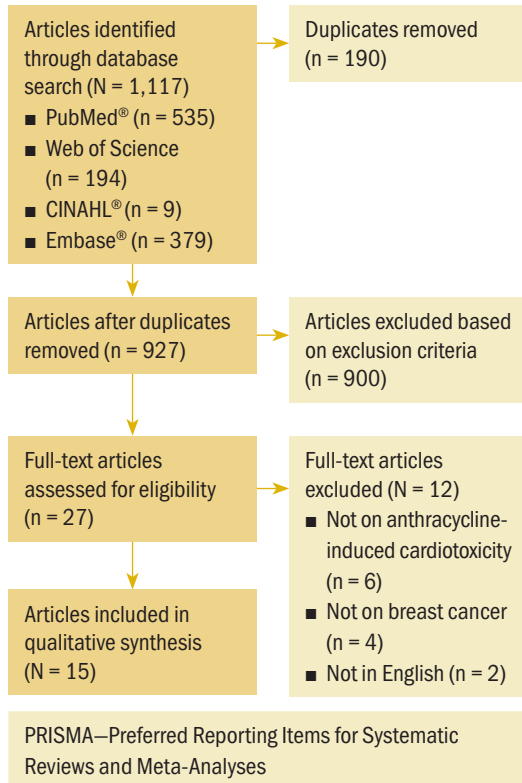 Articles identified
through database
search (N = 1,117)
■ PubMed® (n = 535)
■ Web of Science
(n = 194)
■ CINAHL® (n = 9)
■ Embase® (n = 379)
Duplicates removed
(n = 190)
Articles after duplicates
removed (n = 927)
Articles excluded based
on exclusion criteria
(n = 900)
Full-text articles
assessed for eligibility
(n = 27)
Full-text articles
excluded (N = 12)
■ Not on anthracycline-
induced cardiotoxicity
(n = 6)
■ Not on breast cancer
(n = 4)
■ Not in English (n = 2)
Articles included in
qualitative synthesis
(N = 15)
PRISMA—Preferred Reporting Items for Systematic
Reviews and Meta-Analyses